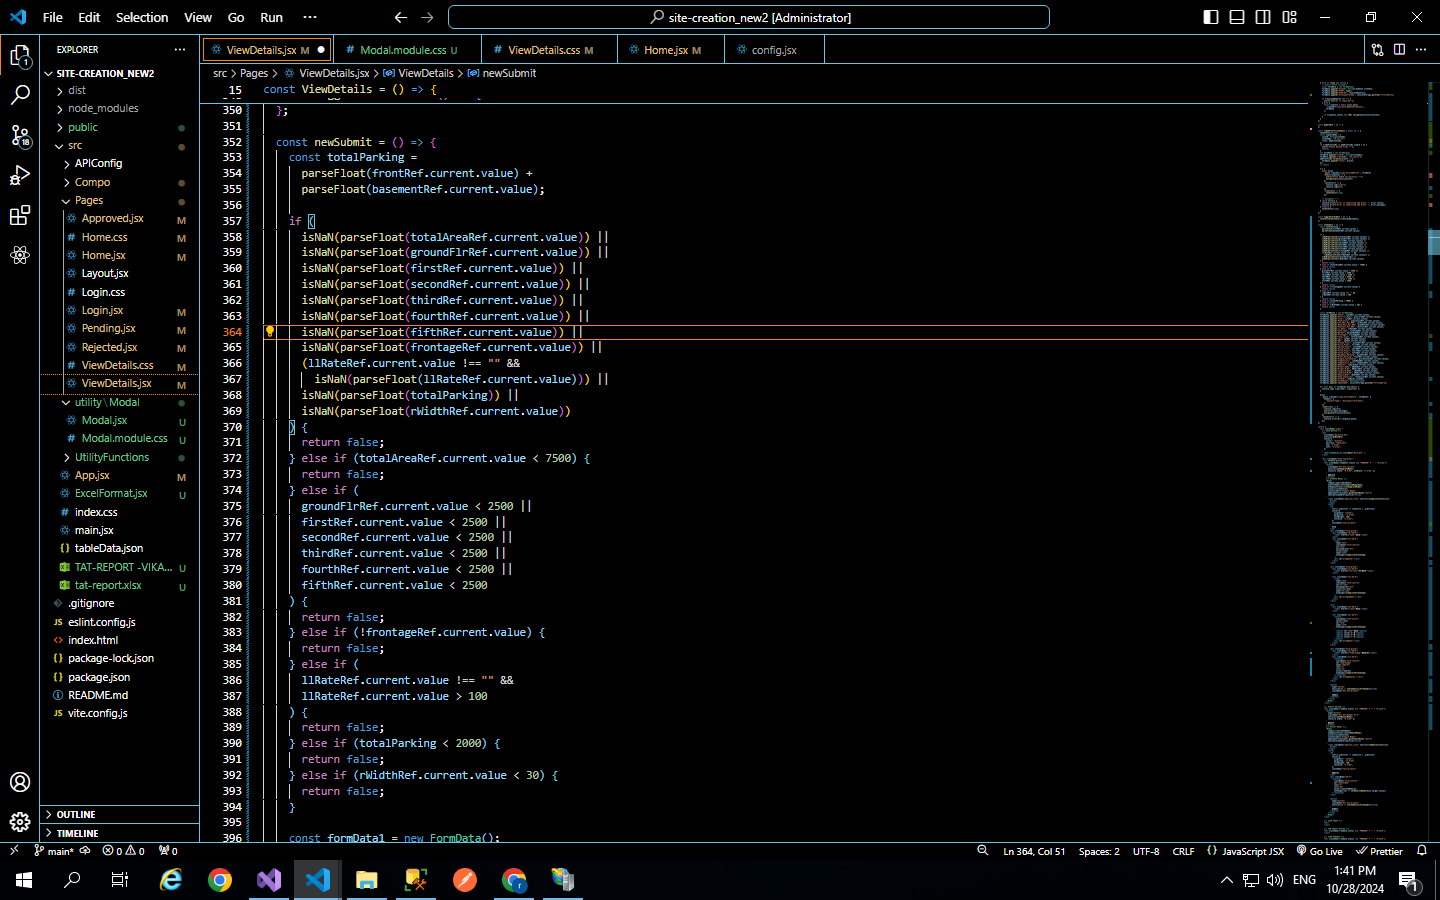 File Edit Selection View Go Run ···
site-creation_new2 [Administrator]
EXPLORER
ViewDetails.jsx M
Modal.module.css U
ViewDetails.css M
Home.jsx M
config.jsx
src > Pages > ViewDetails.jsx > ViewDetails > newSubmit
SITE-CREATION_NEW2
dist
node_modules
public
src
APIConfig
Compo
Pages
Approved.jsx M
Home.css M
Home.jsx M
Layout.jsx
Login.css
Login.jsx M
Pending.jsx M
Rejected.jsx M
ViewDetails.css M
ViewDetails.jsx M
utility\Modal
Modal.jsx U
Modal.module.css U
UtilityFunctions
App.jsx M
ExcelFormat.jsx U
index.css
main.jsx
tableData.json
TAT-REPORT -VIKA... U
tat-report.xlsx U
.gitignore
eslint.config.js
index.html
package-lock.json
package.json
README.md
vite.config.js
OUTLINE
TIMELINE
1
18
15 const ViewDetails = () => {
350 };
351
352 const newSubmit = () => {
353 const totalParking =
354 parseFloat(frontRef.current.value) +
355 parseFloat(basementRef.current.value);
356
357 if (
358 isNaN(parseFloat(totalAreaRef.current.value)) ||
359 isNaN(parseFloat(groundFlrRef.current.value)) ||
360 isNaN(parseFloat(firstRef.current.value)) ||
361 isNaN(parseFloat(secondRef.current.value)) ||
362 isNaN(parseFloat(thirdRef.current.value)) ||
363 isNaN(parseFloat(fourthRef.current.value)) ||
364 isNaN(parseFloat(fifthRef.current.value)) ||
365 isNaN(parseFloat(frontageRef.current.value)) ||
366 (llRateRef.current.value !== "" &&
367 isNaN(parseFloat(llRateRef.current.value))) ||
368 isNaN(parseFloat(totalParking)) ||
369 isNaN(parseFloat(rWidthRef.current.value))
370 ) {
371 return false;
372 } else if (totalAreaRef.current.value < 7500) {
373 return false;
374 } else if (
375 groundFlrRef.current.value < 2500 ||
376 firstRef.current.value < 2500 ||
377 secondRef.current.value < 2500 ||
378 thirdRef.current.value < 2500 ||
379 fourthRef.current.value < 2500 ||
380 fifthRef.current.value < 2500
381 ) {
382 return false;
383 } else if (!frontageRef.current.value) {
384 return false;
385 } else if (
386 llRateRef.current.value !== "" &&
387 llRateRef.current.value > 100
388 ) {
389 return false;
390 } else if (totalParking < 2000) {
391 return false;
392 } else if (rWidthRef.current.value < 30) {
393 return false;
394 }
395
396 const formData1 = new FormData();
main* 0 0 0
Ln 364, Col 51 Spaces: 2 UTF-8 CRLF {} JavaScript JSX Go Live Prettier
ENG
1:41 PM
10/28/2024
1